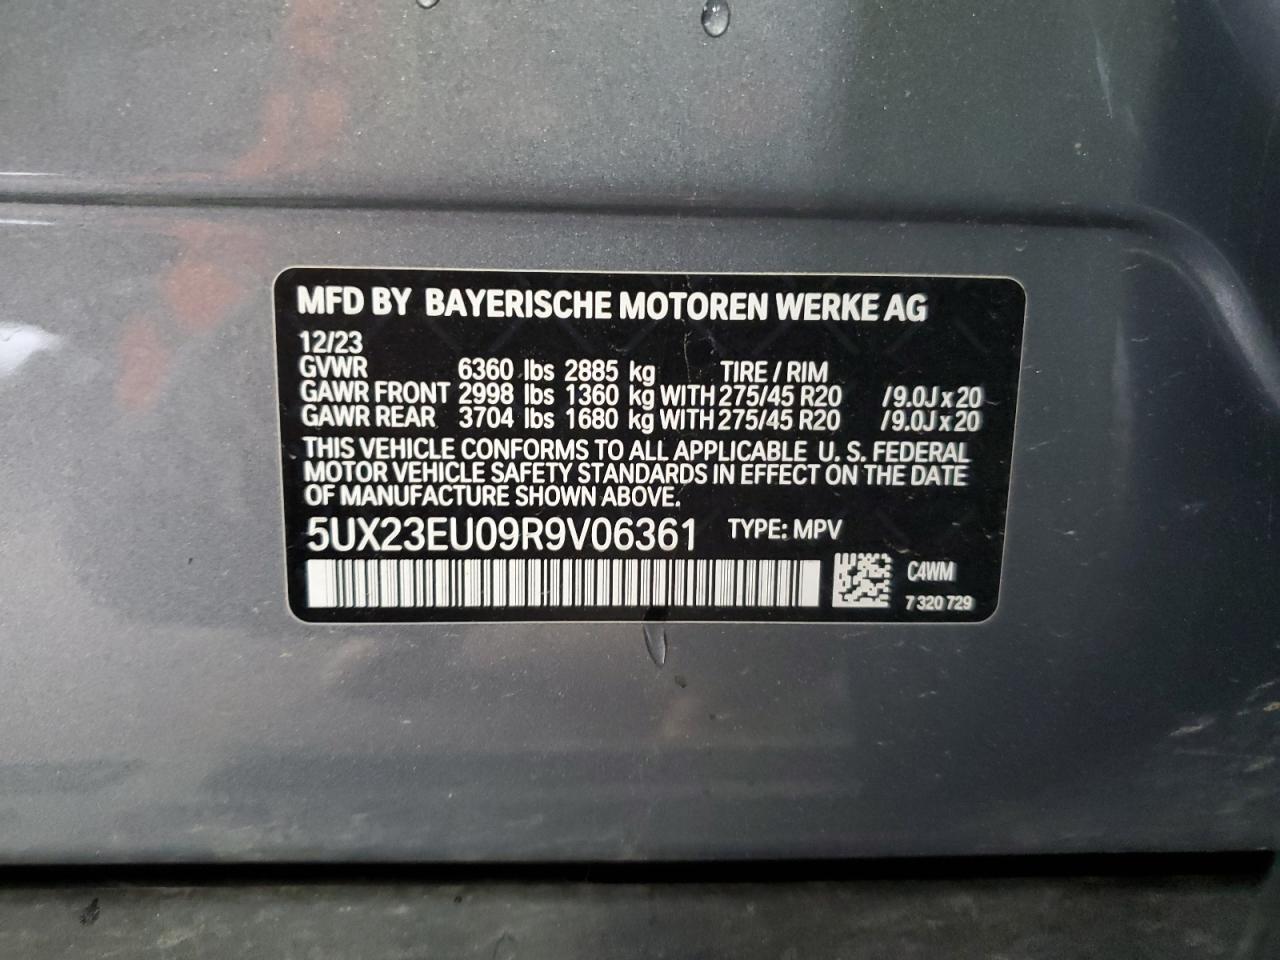 MFD BY BAYERISCHE MOTOREN WERKE AG
12/23
GVWR 6360 lbs 2885 kg TIRE / RIM
GAWR FRONT 2998 lbs 1360 kg WITH 275/45 R20 /9.0J x 20
GAWR REAR 3704 lbs 1680 kg WITH 275/45 R20 /9.0J x 20
THIS VEHICLE CONFORMS TO ALL APPLICABLE U. S. FEDERAL
MOTOR VEHICLE SAFETY STANDARDS IN EFFECT ON THE DATE
OF MANUFACTURE SHOWN ABOVE.
5UX23EU09R9V06361 TYPE: MPV
C4WM
7 320 729